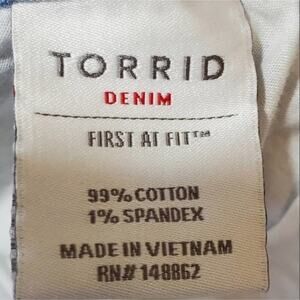 TORRID
DENIM
FIRST AT FIT™
99% COTTON
1% SPANDEX
MADE IN VIETNAM
RN# 148862